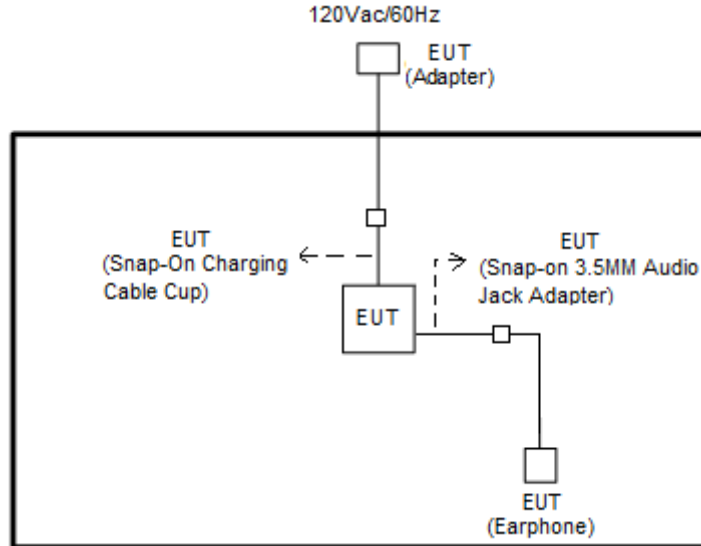 120Vac/60Hz
EUT
(Adapter)
EUT
(Snap-On Charging
Cable Cup)
EUT
(Snap-on 3.5MM Audio
Jack Adapter)
EUT
EUT
(Earphone)